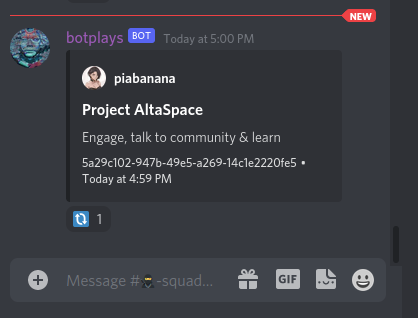 NEW
botplays BOT Today at 5:00 PM
piabanana
Project AltaSpace
Engage, talk to community & learn
5a29c102-947b-49e5-a269-14c1e2220fe5 •
Today at 4:59 PM
1
Message #🥷-squad...
GIF